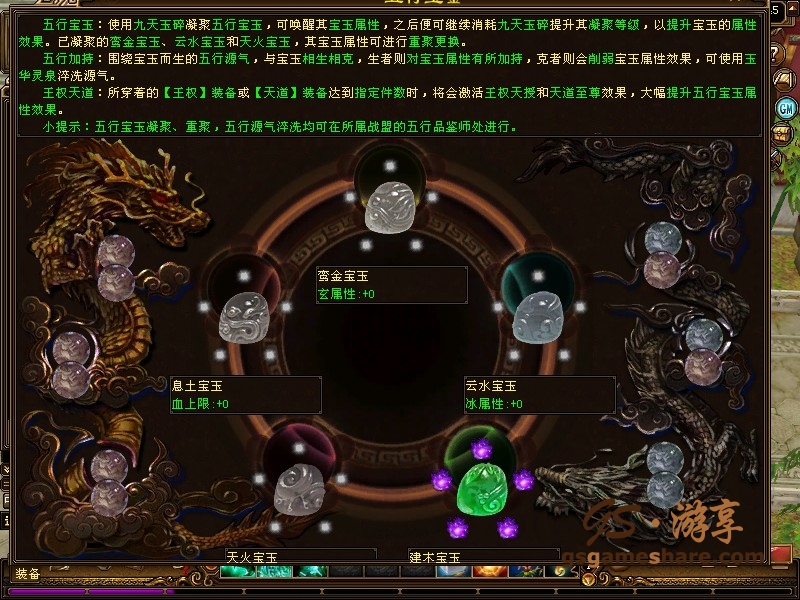 五行宝玉：使用九天玉碎凝聚五行宝玉，可唤醒其宝玉属性，之后便可继续消耗九天玉碎提升其凝聚等级，以提升宝玉的属性
效果。已凝聚的蛮金宝玉、云水宝玉和天火宝玉，其宝玉属性可进行重聚更换。
五行加持：围绕宝玉而生的五行源气，与宝玉相生相克，生者则对宝玉属性有所加持，克者则会削弱宝玉属性效果，可使用玉
华灵泉淬洗源气。
王权天道：所穿着的【王权】装备或【天道】装备达到指定件数时，将会激活王权天授和天道至尊效果，大幅提升五行宝玉属
性效果。
小提示：五行宝玉凝聚、重聚，五行源气淬洗均可在所属战盟的五行品鉴师处进行。
5
GM
蛮金宝玉
玄属性:+0
息土宝玉
血上限:+0
云水宝玉
冰属性:+0
天火宝玉
建木宝玉
GS·游享
gsgameshare.com
装备